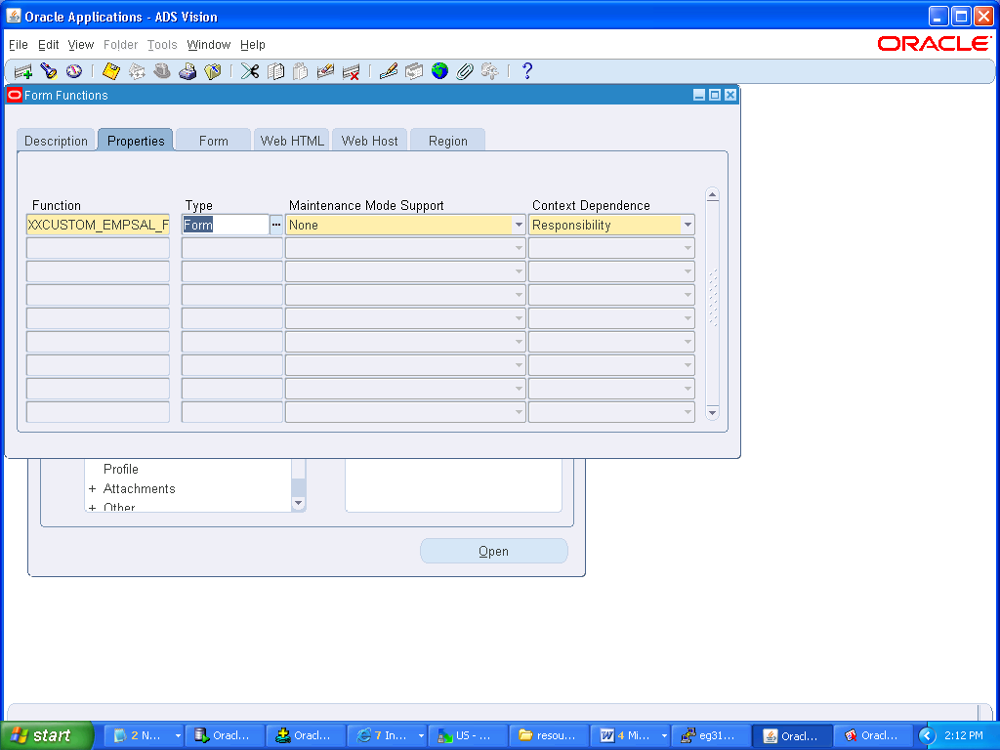 Oracle Applications - ADS Vision
File Edit View Folder Tools Window Help
ORACLE
Form Functions
Description Properties Form Web HTML Web Host Region
Function Type Maintenance Mode Support Context Dependence
XXCUSTOM_EMPSAL_F Form ... None Responsibility
Profile
+ Attachments
+ Other
Open
start 2 N... Oracl... Oracl... 7 In... US - ... resou... 4 Mi... eg31... Oracl... Oracl... 2:12 PM